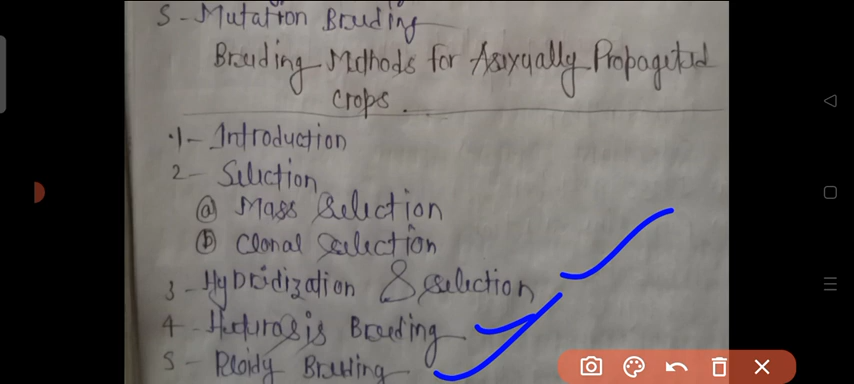 5 - Mutation Breeding
Breeding Methods for Asexually Propagated
crops.
1 - Introduction
2 - Selection
(a) Mass Selection
(b) Clonal Selection
3 - Hybridization & selection
4 - Heterosis Breeding
5 - Ploidy Breeding